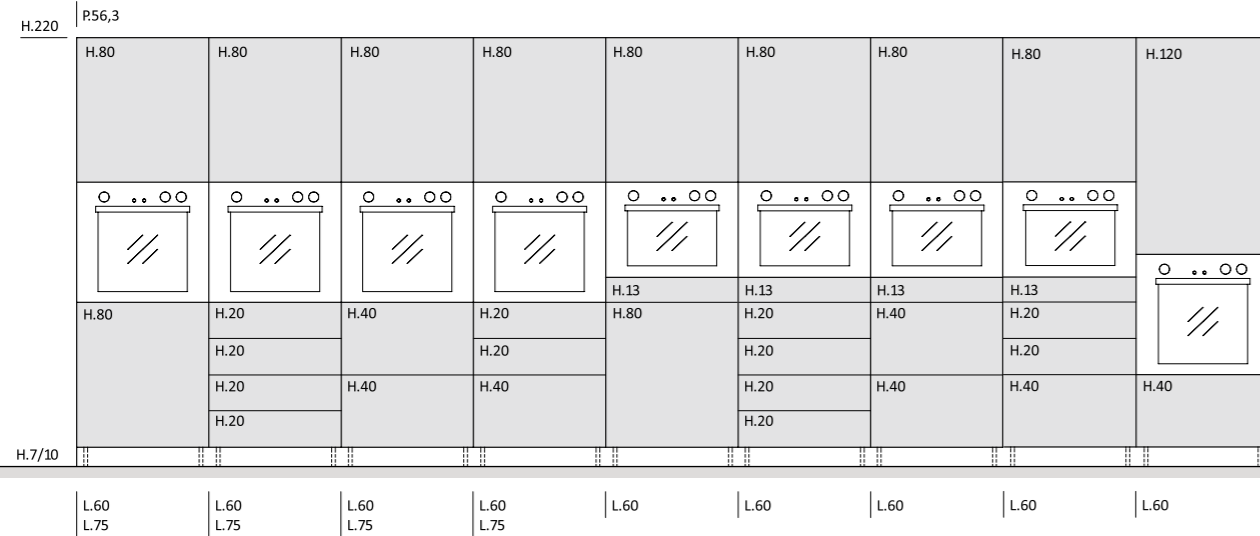 P.56,3
H.220
H.80 H.80 H.80 H.80 H.80 H.80 H.80 H.80 H.120
H.13 H.13 H.13 H.13
H.80 H.20 H.40 H.20 H.80 H.20 H.40 H.20
H.20 H.20 H.20 H.20
H.20 H.40 H.40 H.20 H.40 H.40 H.40
H.20 H.20
H.7/10
L.60 L.60 L.60 L.60 L.60 L.60 L.60 L.60 L.60
L.75 L.75 L.75 L.75